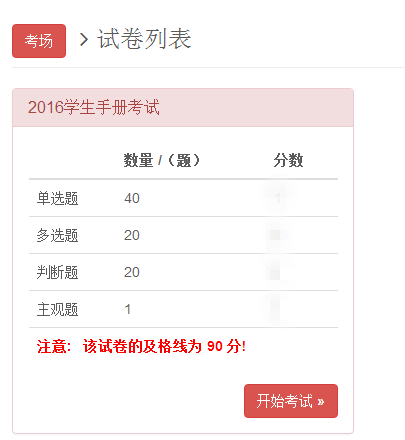 考场 > 试卷列表
2016学生手册考试
数量 /（题） 分数
单选题 40
多选题 20
判断题 20
主观题 1
注意: 该试卷的及格线为 90 分!
开始考试 »